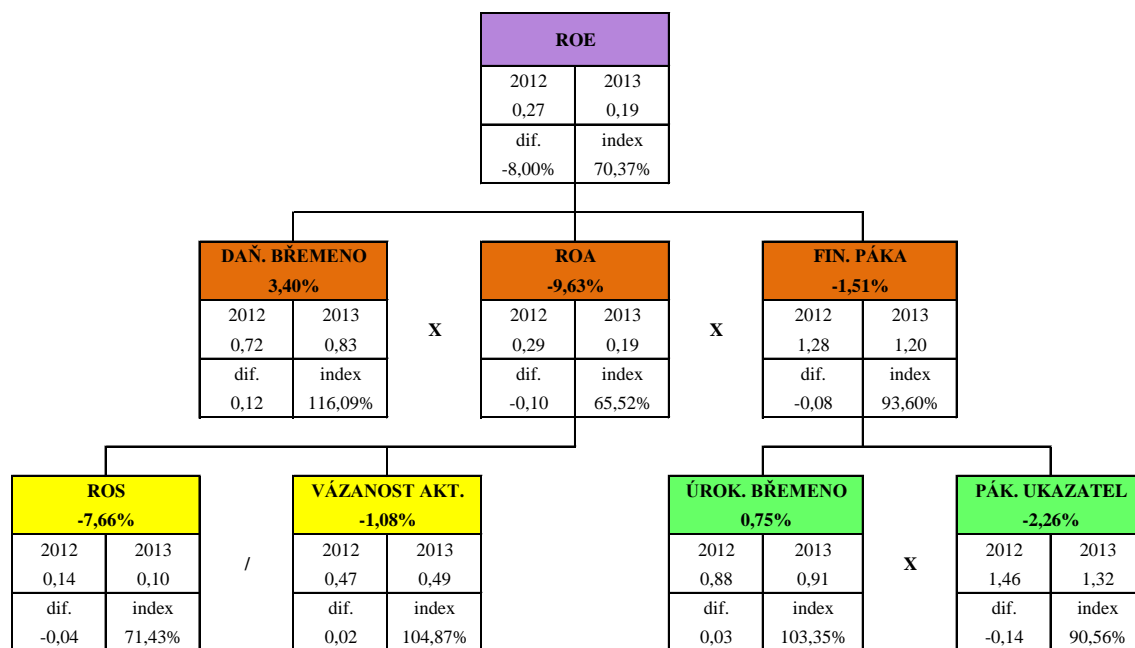 ROE
2012 2013
0,27 0,19
dif. index
-8,00% 70,37%
DAŇ. BŘEMENO ROA FIN. PÁKA
3,40% -9,63% -1,51%
2012 2013 X 2012 2013 X 2012 2013
0,72 0,83 0,29 0,19 1,28 1,20
dif. index dif. index dif. index
0,12 116,09% -0,10 65,52% -0,08 93,60%
ROS VÁZANOST AKT. ÚROK. BŘEMENO PÁK. UKAZATEL
-7,66% -1,08% 0,75% -2,26%
2012 2013 / 2012 2013 2012 2013 X 2012 2013
0,14 0,10 0,47 0,49 0,88 0,91 1,46 1,32
dif. index dif. index dif. index dif. index
-0,04 71,43% 0,02 104,87% 0,03 103,35% -0,14 90,56%